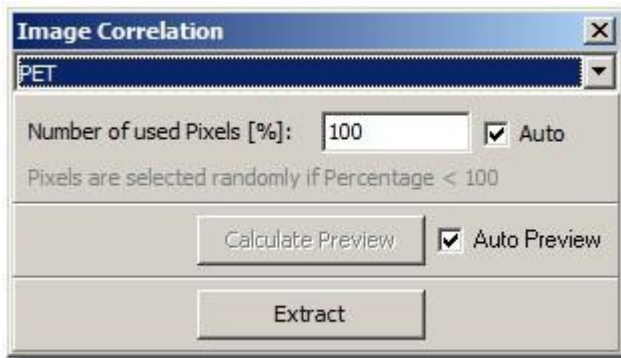 Image Correlation
PET
Number of used Pixels [%]: 100 Auto
Pixels are selected randomly if Percentage < 100
Calculate Preview Auto Preview
Extract